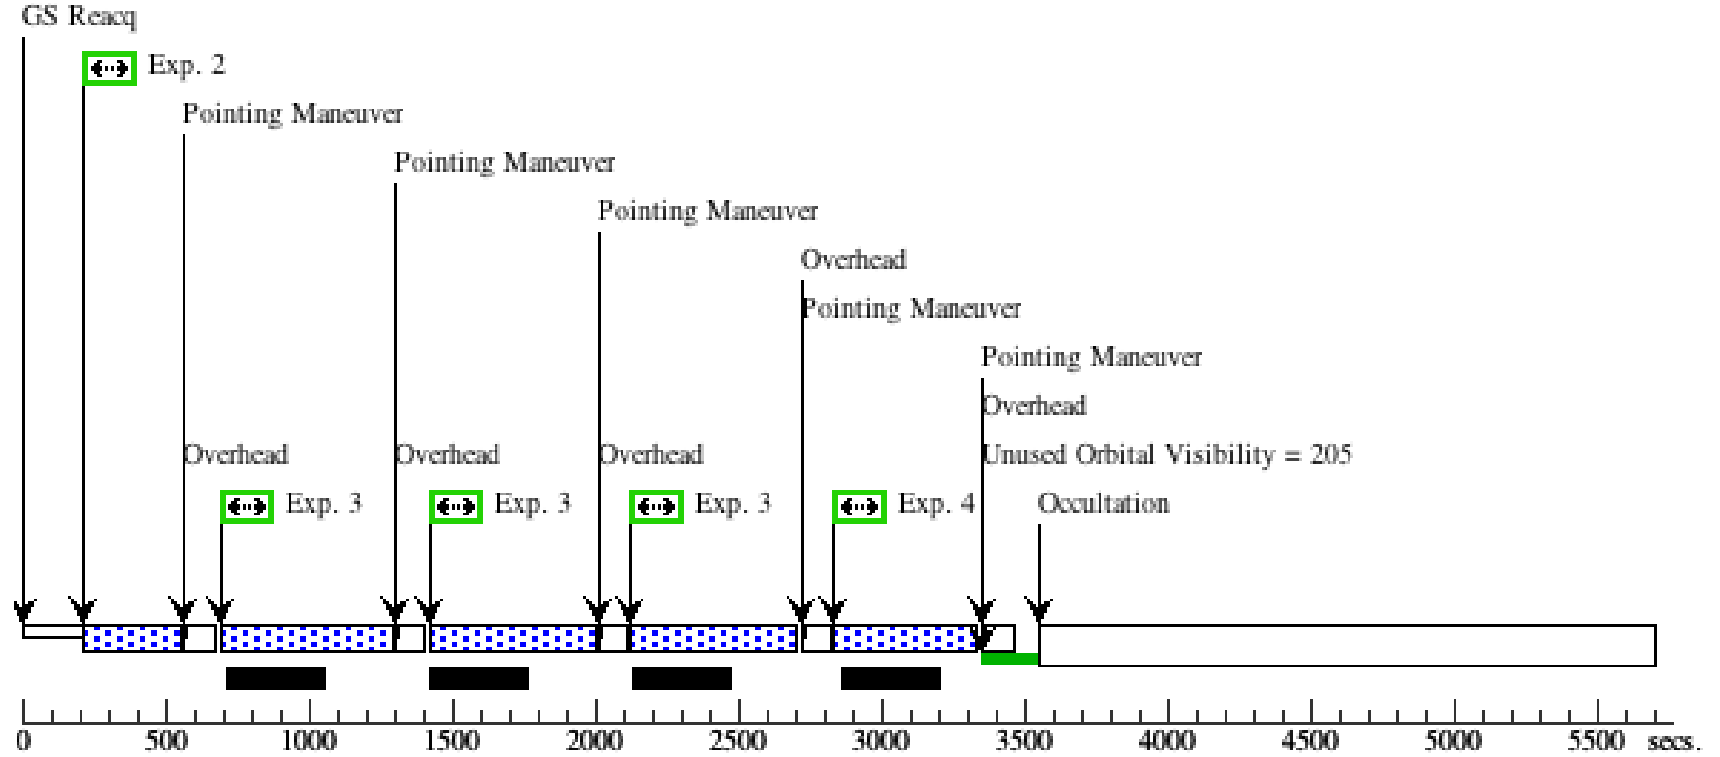 GS Reacq
Exp. 2
Pointing Maneuver
Pointing Maneuver
Pointing Maneuver
Overhead
Pointing Maneuver
Pointing Maneuver
Overhead
Overhead Overhead Overhead Unused Orbital Visibility = 205
Exp. 3 Exp. 3 Exp. 3 Exp. 4 Occultation
0 500 1000 1500 2000 2500 3000 3500 4000 4500 5000 5500 secs.